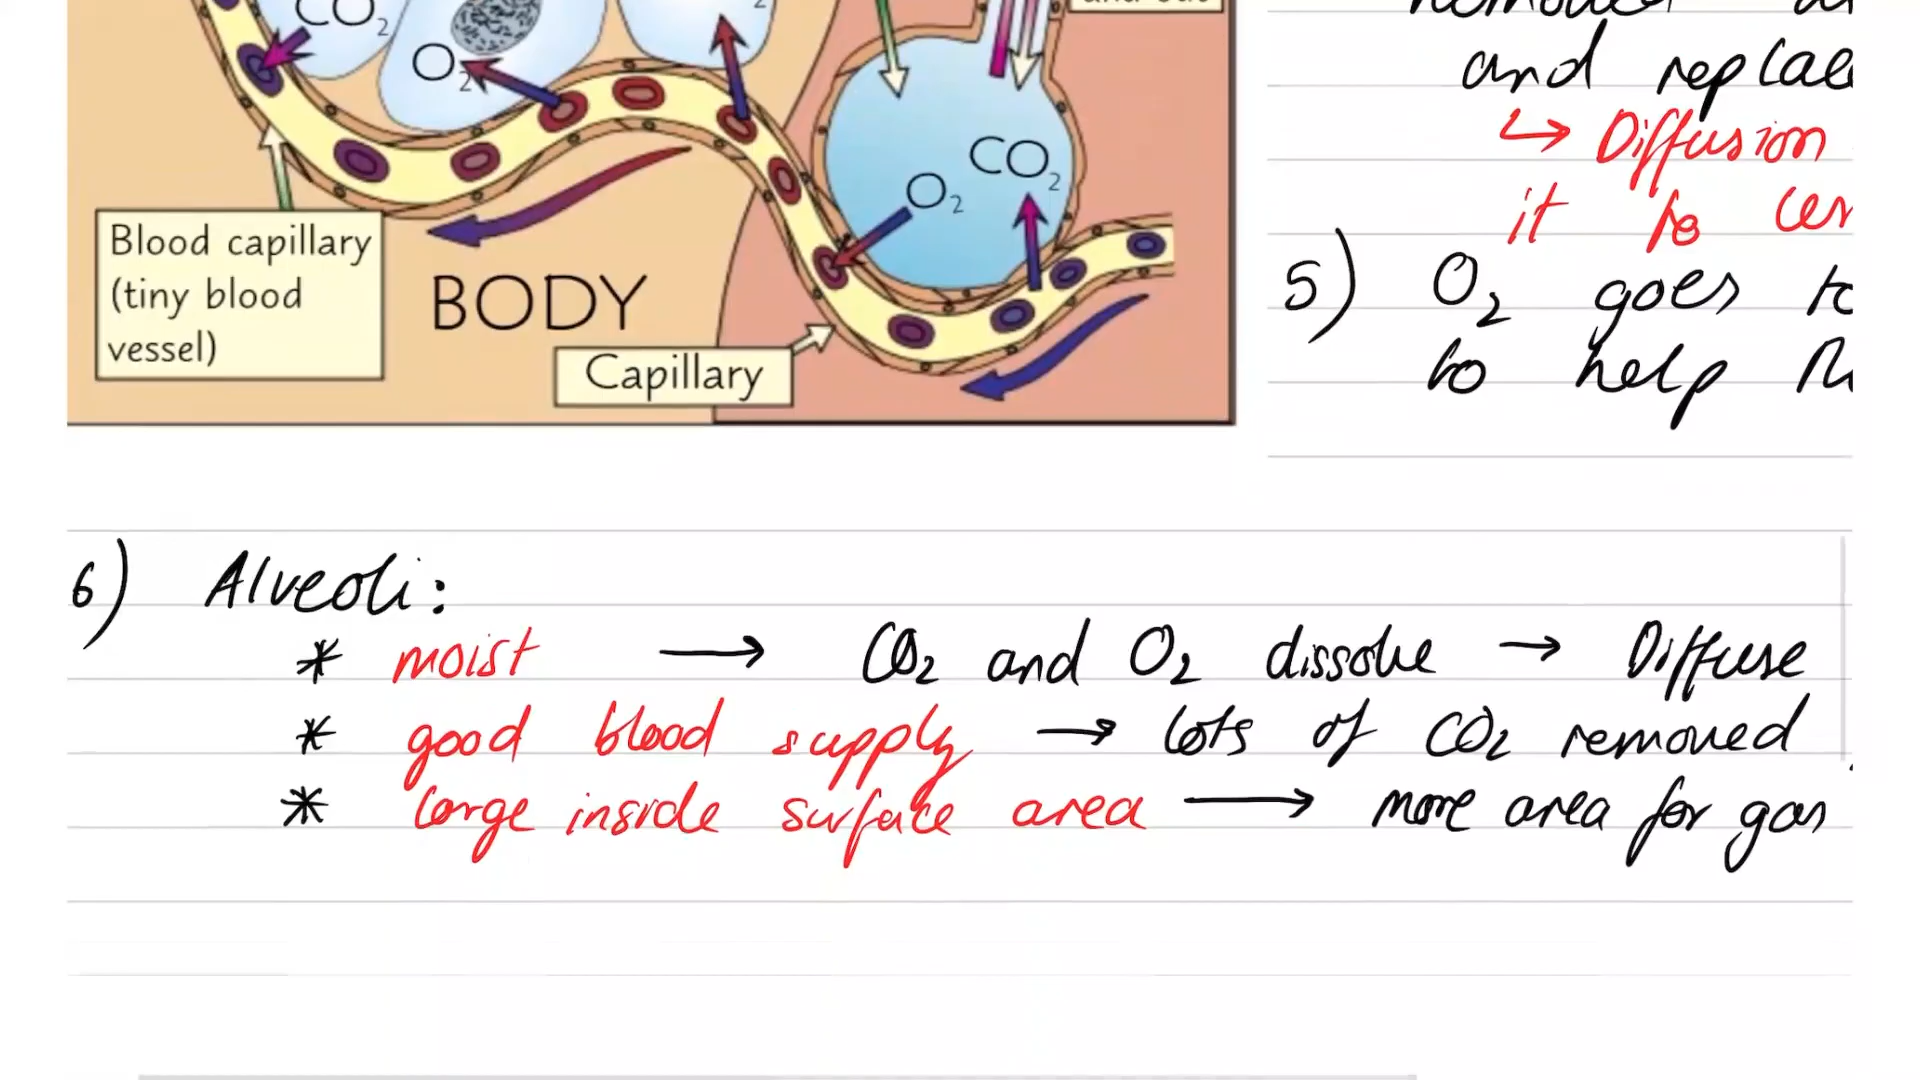 CO2
O2
CO2
O2
Blood capillary
(tiny blood
vessel)
BODY
Capillary
and
and
↳ Diffusion
it to
5) O2 goes
to help
6) Alveoli:
* moist → CO2 and O2 dissolve → Diffuse
* good blood supply → lots of CO2 removed
* large inside surface area → more area for gas